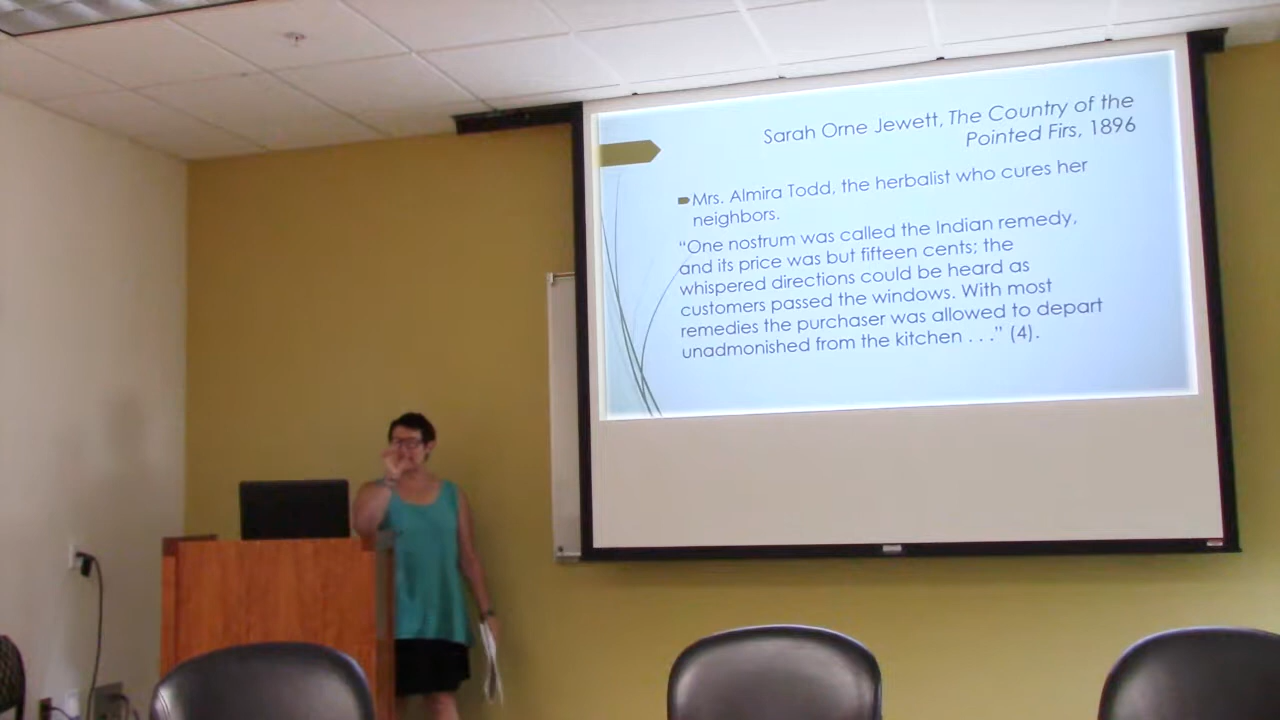 Sarah Orne Jewett, The Country of the
Pointed Firs, 1896
Mrs. Almira Todd, the herbalist who cures her
neighbors.
“One nostrum was called the Indian remedy,
and its price was but fifteen cents; the
whispered directions could be heard as
customers passed the windows. With most
remedies the purchaser was allowed to depart
unadmonished from the kitchen . . .” (4).